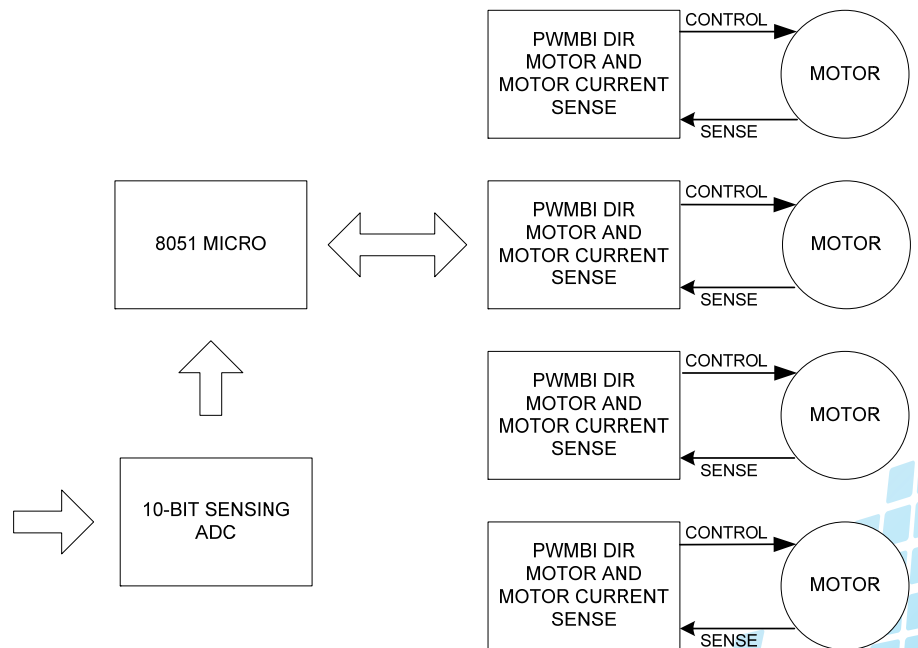 PWMBI DIR
MOTOR AND
MOTOR CURRENT
SENSE
CONTROL
SENSE
MOTOR
8051 MICRO
PWMBI DIR
MOTOR AND
MOTOR CURRENT
SENSE
CONTROL
SENSE
MOTOR
PWMBI DIR
MOTOR AND
MOTOR CURRENT
SENSE
CONTROL
SENSE
MOTOR
10-BIT SENSING
ADC
PWMBI DIR
MOTOR AND
MOTOR CURRENT
SENSE
CONTROL
SENSE
MOTOR